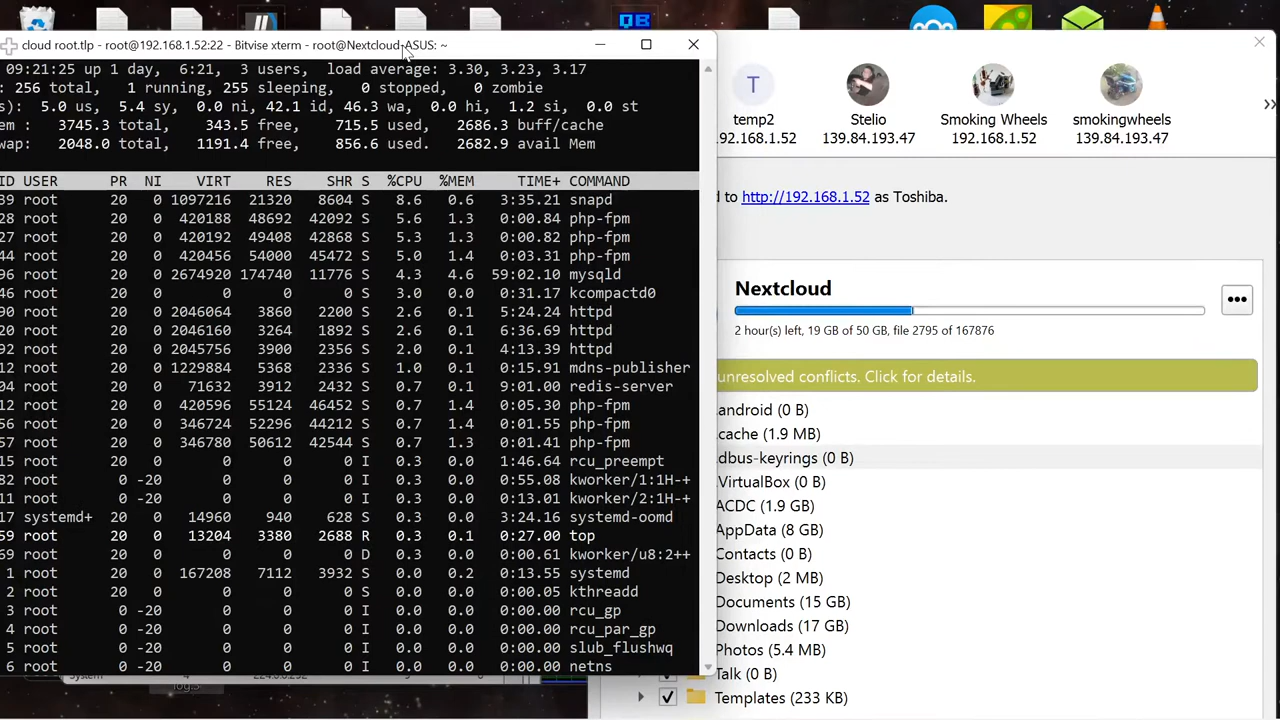 QB
cloud root.tlp - root@192.168.1.52:22 - Bitvise xterm - root@Nextcloud-ASUS: ~
09:21:25 up 1 day, 6:21, 3 users, load average: 3.30, 3.23, 3.17
: 256 total, 1 running, 255 sleeping, 0 stopped, 0 zombie
s): 5.0 us, 5.4 sy, 0.0 ni, 42.1 id, 46.3 wa, 0.0 hi, 1.2 si, 0.0 st
em : 3745.3 total, 343.5 free, 715.5 used, 2686.3 buff/cache
wap: 2048.0 total, 1191.4 free, 856.6 used. 2682.9 avail Mem
ID USER PR NI VIRT RES SHR S %CPU %MEM TIME+ COMMAND
39 root 20 0 1097216 21320 8604 S 8.6 0.6 3:35.21 snapd
28 root 20 0 420188 48692 42092 S 5.6 1.3 0:00.84 php-fpm
27 root 20 0 420192 49408 42868 S 5.3 1.3 0:00.82 php-fpm
44 root 20 0 420456 54000 45472 S 5.0 1.4 0:03.31 php-fpm
96 root 20 0 2674920 174740 11776 S 4.3 4.6 59:02.10 mysqld
46 root 20 0 0 0 0 S 3.0 0.0 0:31.17 kcompactd0
90 root 20 0 2046064 3860 2200 S 2.6 0.1 5:24.24 httpd
20 root 20 0 2046160 3264 1892 S 2.6 0.1 6:36.69 httpd
92 root 20 0 2045756 3900 2356 S 2.0 0.1 4:13.39 httpd
12 root 20 0 1229884 5368 2336 S 1.0 0.1 0:15.91 mdns-publisher
04 root 20 0 71632 3912 2432 S 0.7 0.1 9:01.00 redis-server
12 root 20 0 420596 55124 46452 S 0.7 1.4 0:05.30 php-fpm
56 root 20 0 346724 52296 44212 S 0.7 1.4 0:01.55 php-fpm
57 root 20 0 346780 50612 42544 S 0.7 1.3 0:01.41 php-fpm
15 root 20 0 0 0 0 I 0.3 0.0 1:46.64 rcu_preempt
82 root 0 -20 0 0 0 I 0.3 0.0 0:55.08 kworker/1:1H-+
11 root 0 -20 0 0 0 I 0.3 0.0 0:13.01 kworker/2:1H-+
17 systemd+ 20 0 14960 940 628 S 0.3 0.0 3:24.16 systemd-oomd
59 root 20 0 13204 3380 2688 R 0.3 0.1 0:27.00 top
69 root 20 0 0 0 0 D 0.3 0.0 0:00.61 kworker/u8:2++
1 root 20 0 167208 7112 3932 S 0.0 0.2 0:13.55 systemd
2 root 20 0 0 0 0 S 0.0 0.0 0:00.05 kthreadd
3 root 0 -20 0 0 0 I 0.0 0.0 0:00.00 rcu_gp
4 root 0 -20 0 0 0 I 0.0 0.0 0:00.00 rcu_par_gp
5 root 0 -20 0 0 0 I 0.0 0.0 0:00.00 slub_flushwq
6 root 0 -20 0 0 0 I 0.0 0.0 0:00.00 netns
T
temp2
92.168.1.52
Stelio
139.84.193.47
Smoking Wheels
192.168.1.52
smokingwheels
139.84.193.47
d to http://192.168.1.52 as Toshiba.
Nextcloud
2 hour(s) left, 19 GB of 50 GB, file 2795 of 167876
unresolved conflicts. Click for details.
.android (0 B)
.cache (1.9 MB)
.dbus-keyrings (0 B)
.VirtualBox (0 B)
ACDC (1.9 GB)
AppData (8 GB)
Contacts (0 B)
Desktop (2 MB)
Documents (15 GB)
Downloads (17 GB)
Photos (5.4 MB)
Talk (0 B)
Templates (233 KB)